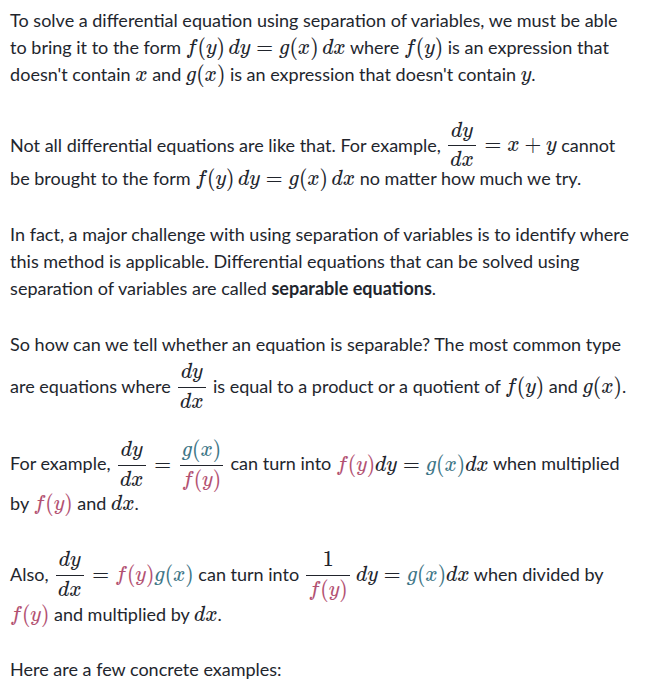 To solve a differential equation using separation of variables, we must be able
to bring it to the form f(y) dy = g(x) dx where f(y) is an expression that
doesn't contain x and g(x) is an expression that doesn't contain y.
Not all differential equations are like that. For example, dy/dx = x + y cannot
be brought to the form f(y) dy = g(x) dx no matter how much we try.
In fact, a major challenge with using separation of variables is to identify where
this method is applicable. Differential equations that can be solved using
separation of variables are called separable equations.
So how can we tell whether an equation is separable? The most common type
are equations where dy/dx is equal to a product or a quotient of f(y) and g(x).
For example, dy/dx = g(x)/f(y) can turn into f(y)dy = g(x)dx when multiplied
by f(y) and dx.
Also, dy/dx = f(y)g(x) can turn into 1/f(y) dy = g(x)dx when divided by
f(y) and multiplied by dx.
Here are a few concrete examples: